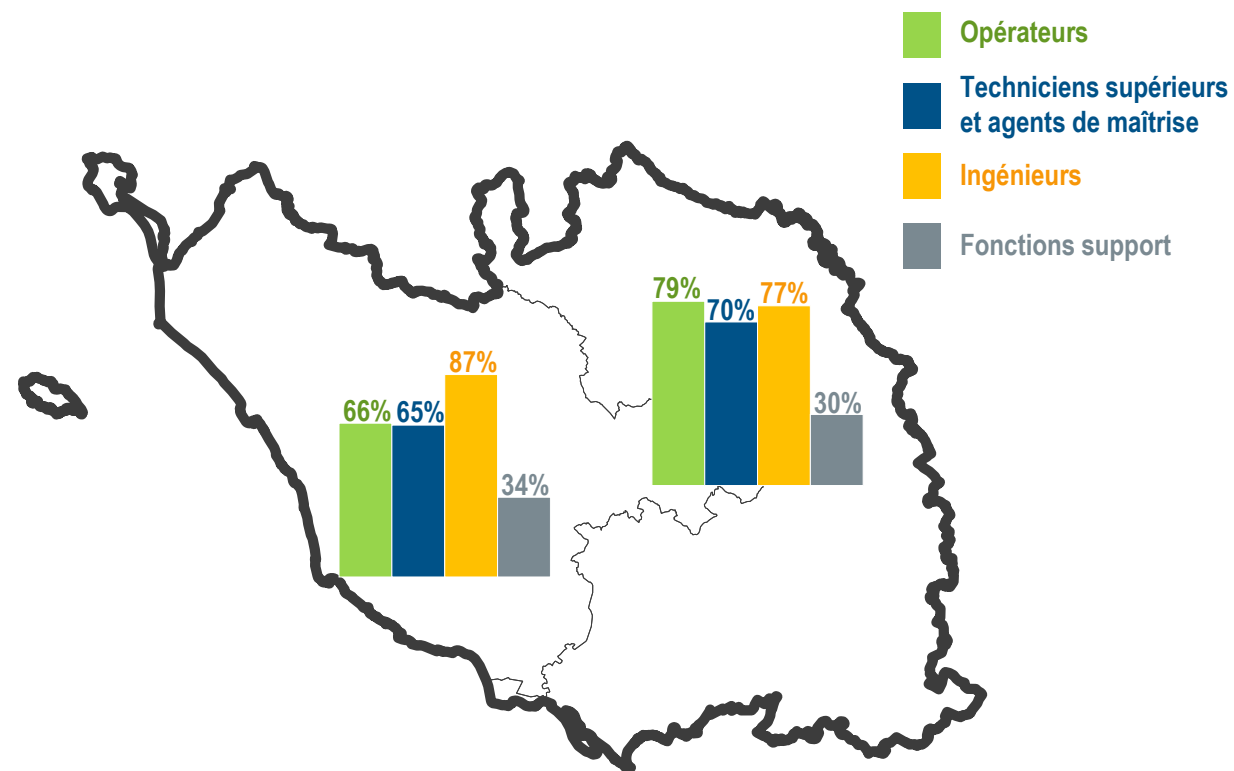 Opérateurs
Techniciens supérieurs
et agents de maîtrise
Ingénieurs
Fonctions support
79%
70%
77%
30%
66%
65%
87%
34%